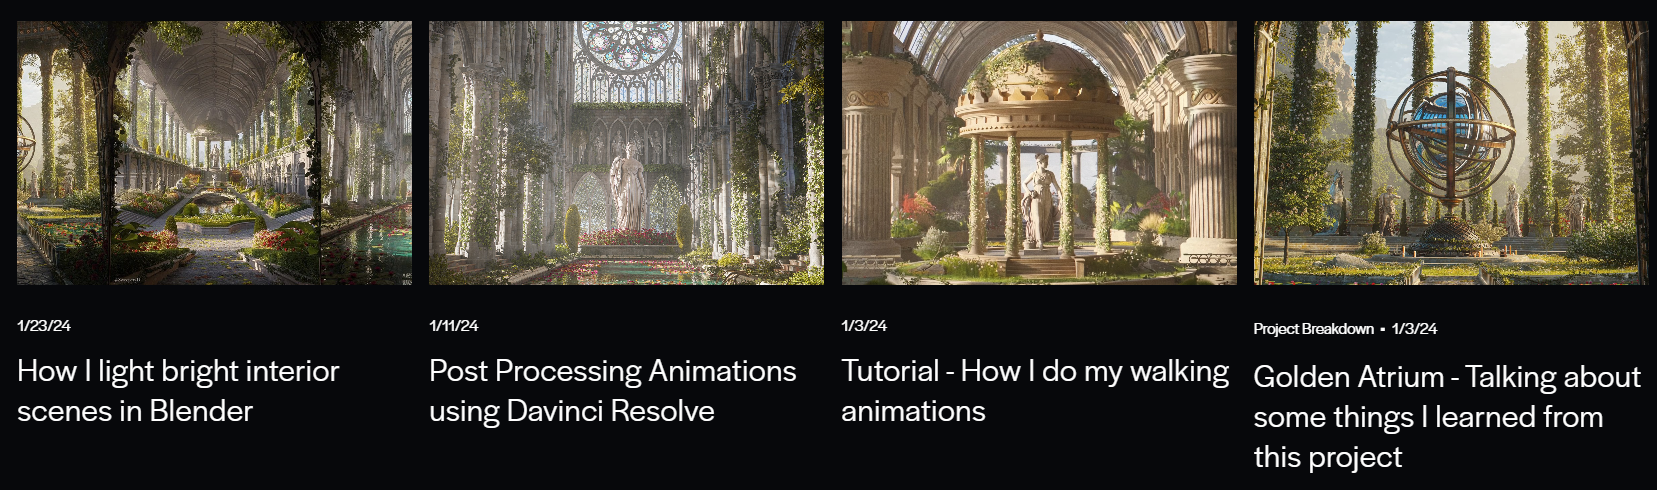 1/23/24
How I light bright interior
scenes in Blender
1/11/24
Post Processing Animations
using Davinci Resolve
1/3/24
Tutorial - How I do my walking
animations
Project Breakdown • 1/3/24
Golden Atrium - Talking about
some things I learned from
this project